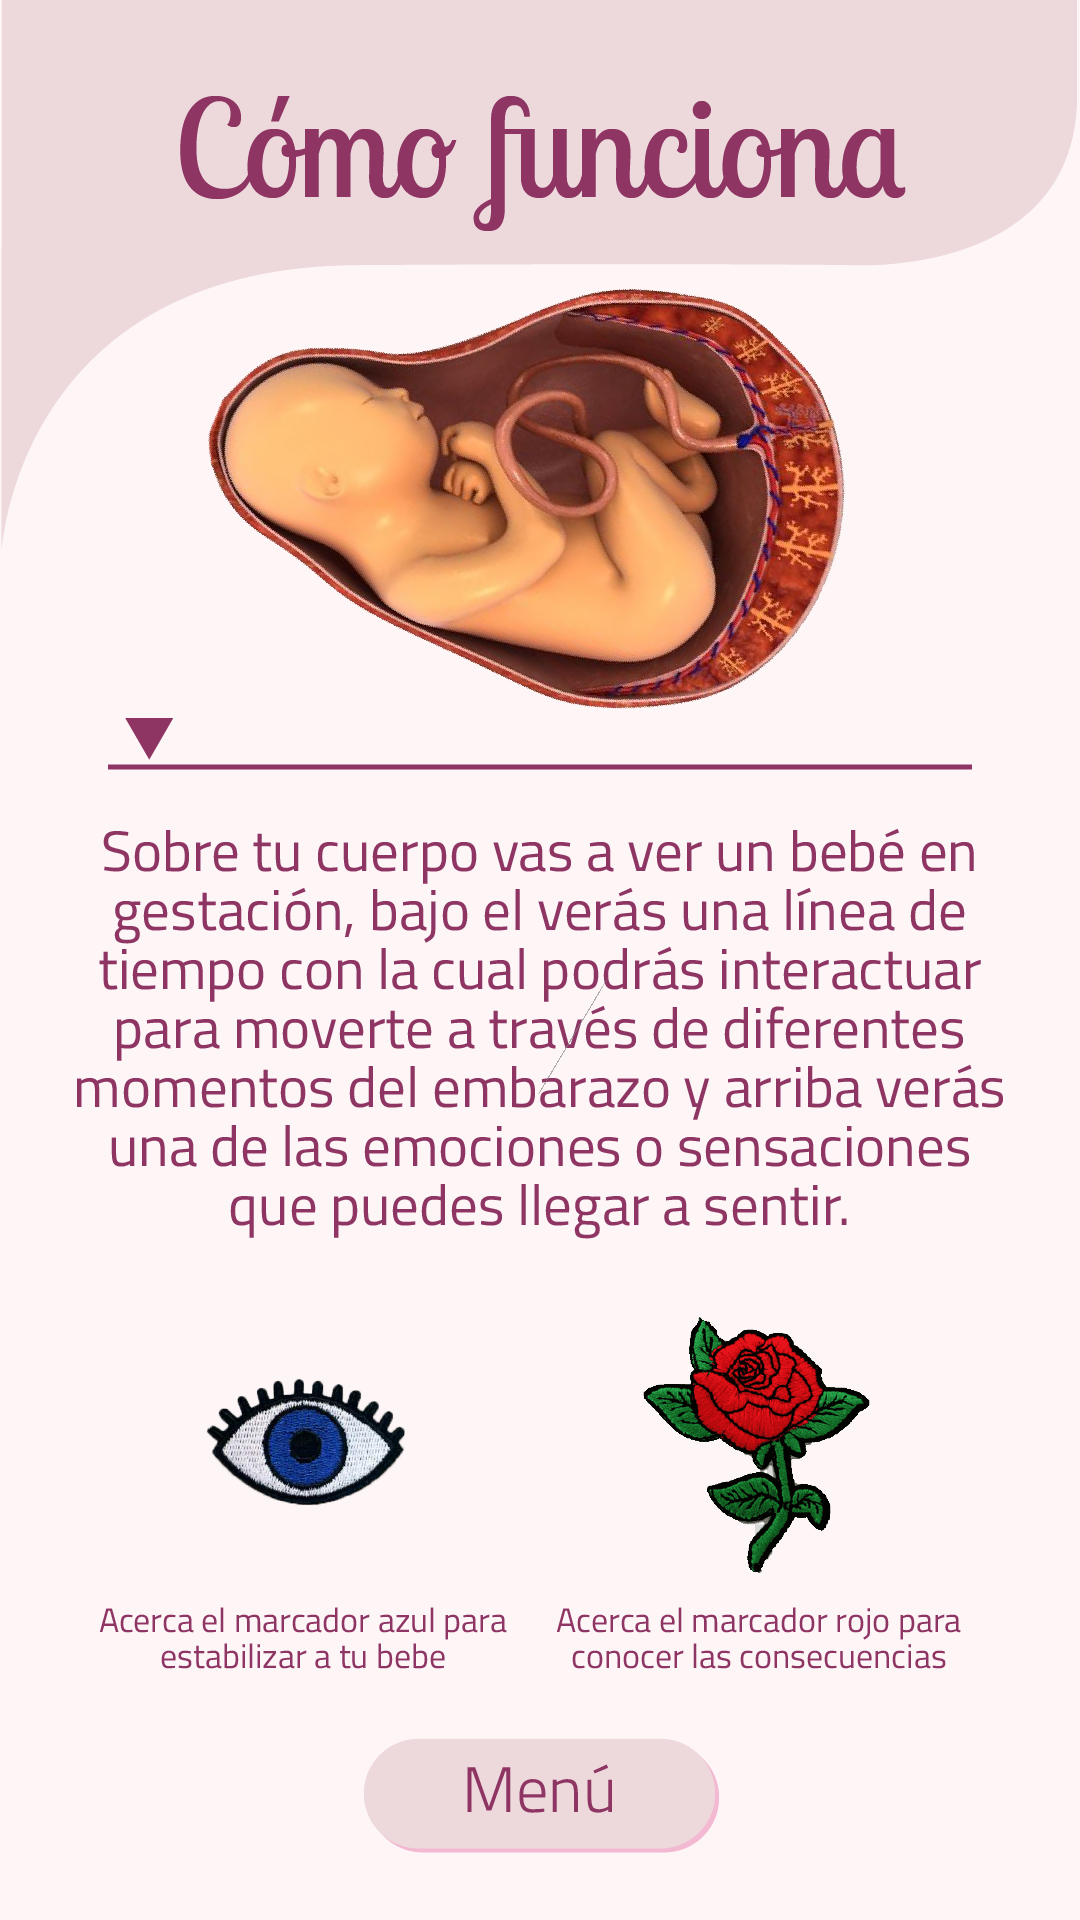 Cómo funciona
Sobre tu cuerpo vas a ver un bebé en
gestación, bajo el verás una línea de
tiempo con la cual podrás interactuar
para moverte a través de diferentes
momentos del embarazo y arriba verás
una de las emociones o sensaciones
que puedes llegar a sentir.
Acerca el marcador azul para
estabilizar a tu bebe
Acerca el marcador rojo para
conocer las consecuencias
Menú